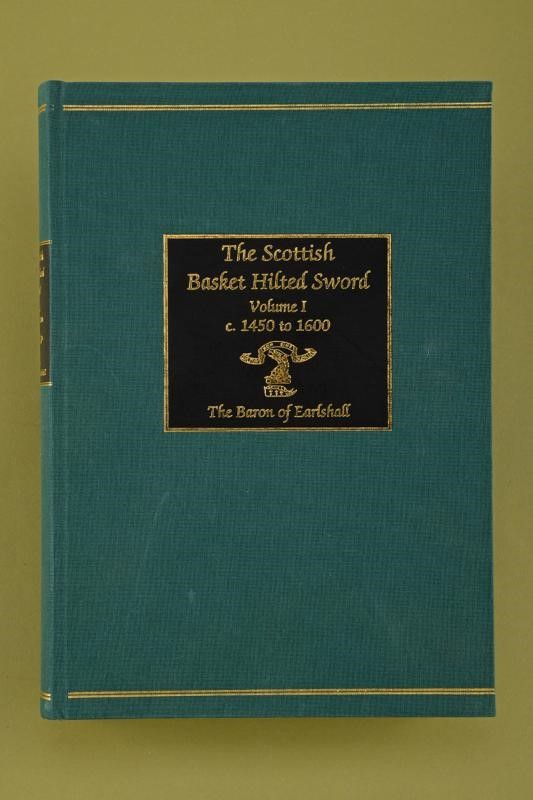 The Scottish
Basket Hilted Sword
Volume I
c. 1450 to 1600
The Baron of Earlshall